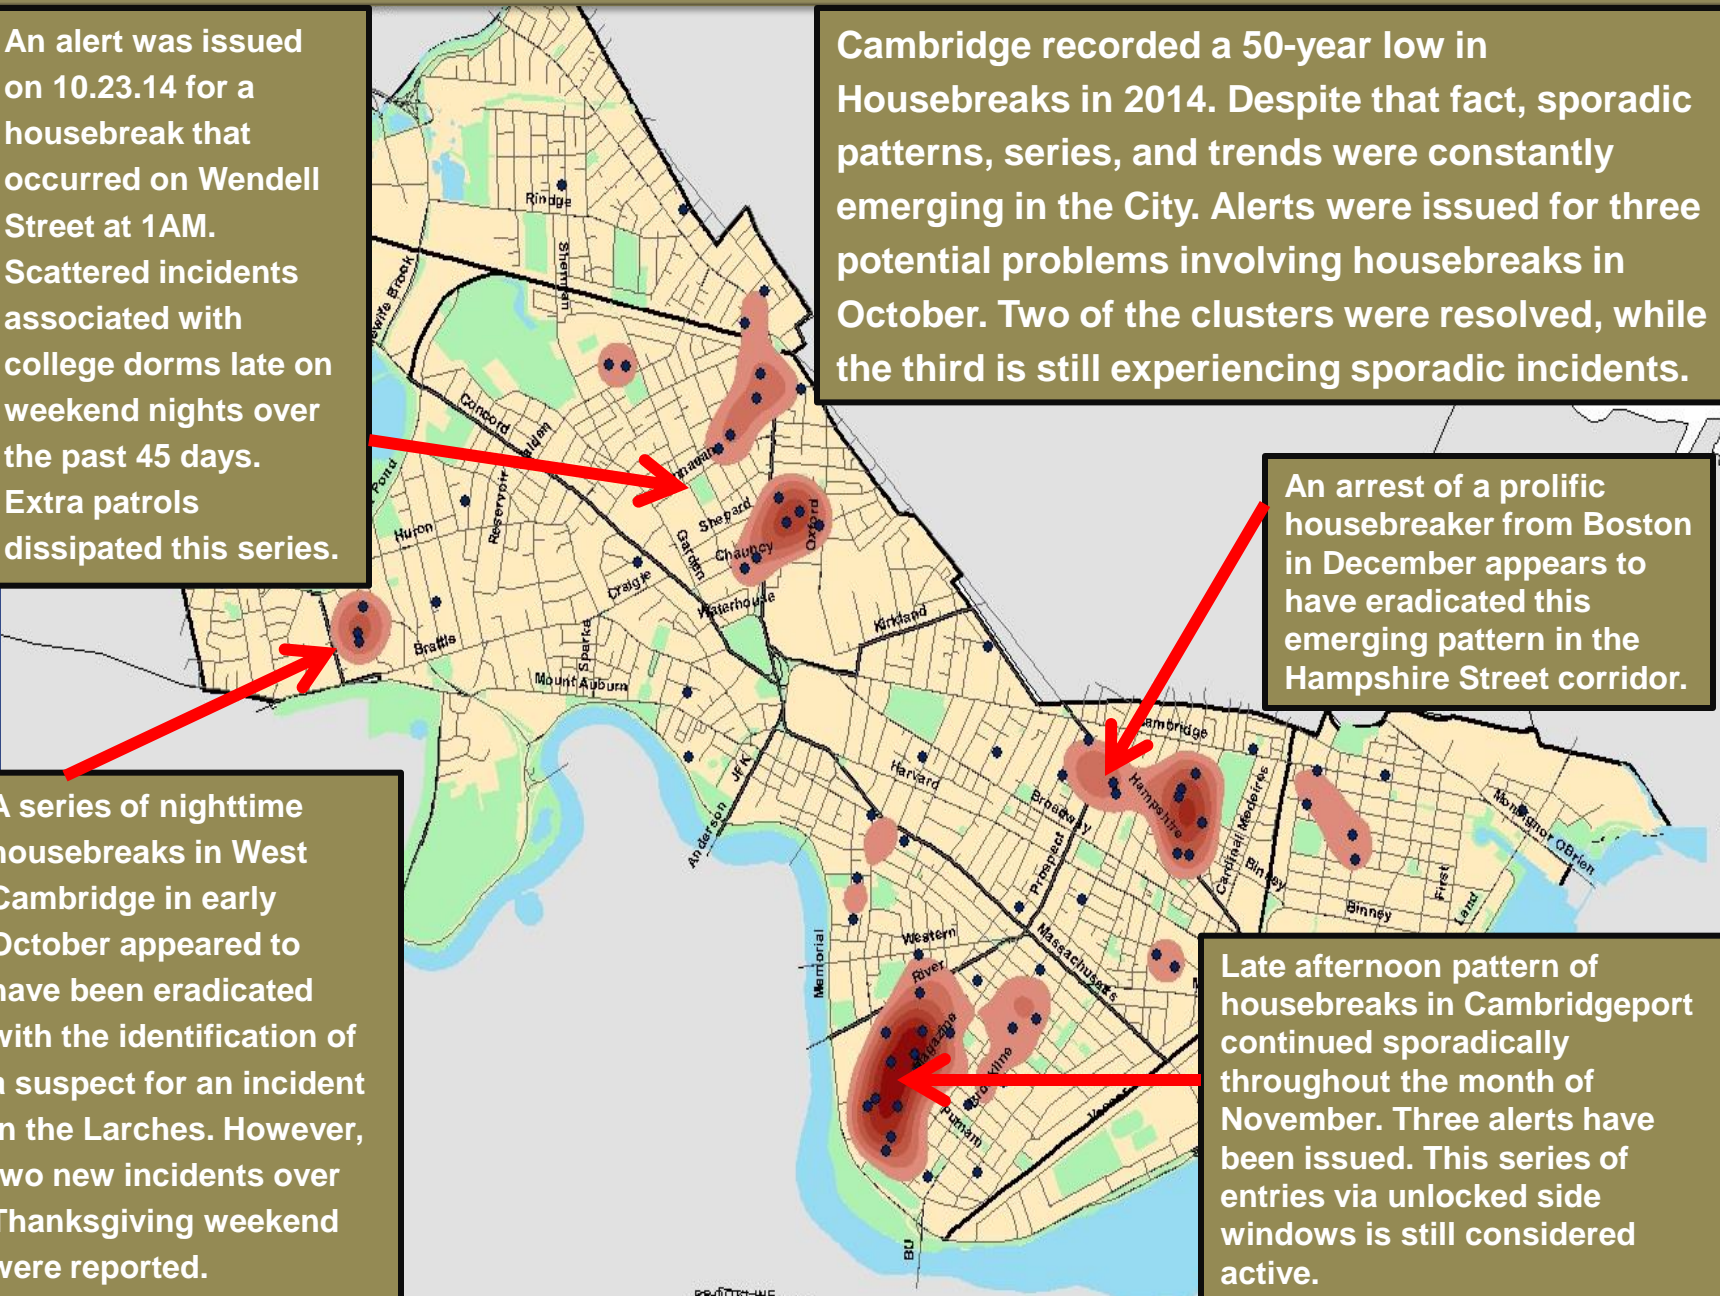 An alert was issued
on 10.23.14 for a
housebreak that
occurred on Wendell
Street at 1AM.
Scattered incidents
associated with
college dorms late on
weekend nights over
the past 45 days.
Extra patrols
dissipated this series.
Cambridge recorded a 50-year low in
Housebreaks in 2014. Despite that fact, sporadic
patterns, series, and trends were constantly
emerging in the City. Alerts were issued for three
potential problems involving housebreaks in
October. Two of the clusters were resolved, while
the third is still experiencing sporadic incidents.
An arrest of a prolific
housebreaker from Boston
in December appears to
have eradicated this
emerging pattern in the
Hampshire Street corridor.
A series of nighttime
housebreaks in West
Cambridge in early
October appeared to
have been eradicated
with the identification of
a suspect for an incident
in the Larches. However,
two new incidents over
Thanksgiving weekend
were reported.
Late afternoon pattern of
housebreaks in Cambridgeport
continued sporadically
throughout the month of
November. Three alerts have
been issued. This series of
entries via unlocked side
windows is still considered
active.
Rindge
Sherman
Brook
Concord
Pond
Huron
Reservoir
Shepard
Garden
Chauncy
Oxford
Craigie
Waterhouse
Kirkland
Brattle
Sparks
Mount Auburn
JFK
Anderson
Harvard
Broadway
Prospect
Hampshire
Cambridge
Cardinal Medeiros
Binney
Monsignor OBrien
First
Land
Binney
Memorial
Western
River
Massachusetts
Magazine
Brookline
Putnam
BU